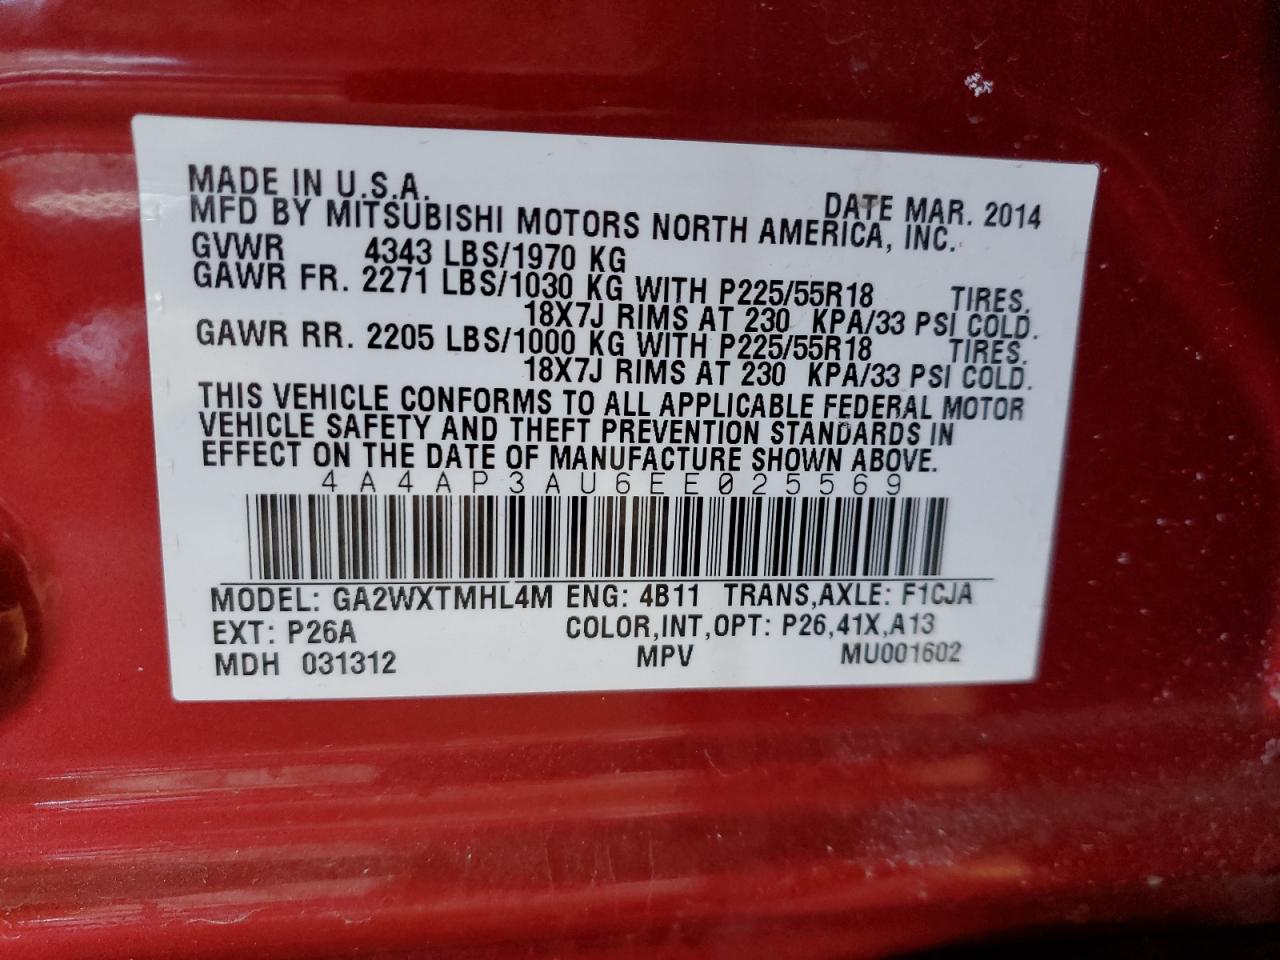 MADE IN U.S.A. DATE MAR. 2014
MFD BY MITSUBISHI MOTORS NORTH AMERICA, INC.
GVWR 4343 LBS/1970 KG
GAWR FR. 2271 LBS/1030 KG WITH P225/55R18 TIRES.
18X7J RIMS AT 230 KPA/33 PSI COLD.
GAWR RR. 2205 LBS/1000 KG WITH P225/55R18 TIRES.
18X7J RIMS AT 230 KPA/33 PSI COLD.
THIS VEHICLE CONFORMS TO ALL APPLICABLE FEDERAL MOTOR
VEHICLE SAFETY AND THEFT PREVENTION STANDARDS IN
EFFECT ON THE DATE OF MANUFACTURE SHOWN ABOVE.
4A4AP3AU6EE025569
MODEL: GA2WXTMHL4M ENG: 4B11 TRANS,AXLE: F1CJA
EXT: P26A COLOR,INT,OPT: P26,41X,A13
MDH 031312 MPV MU001602